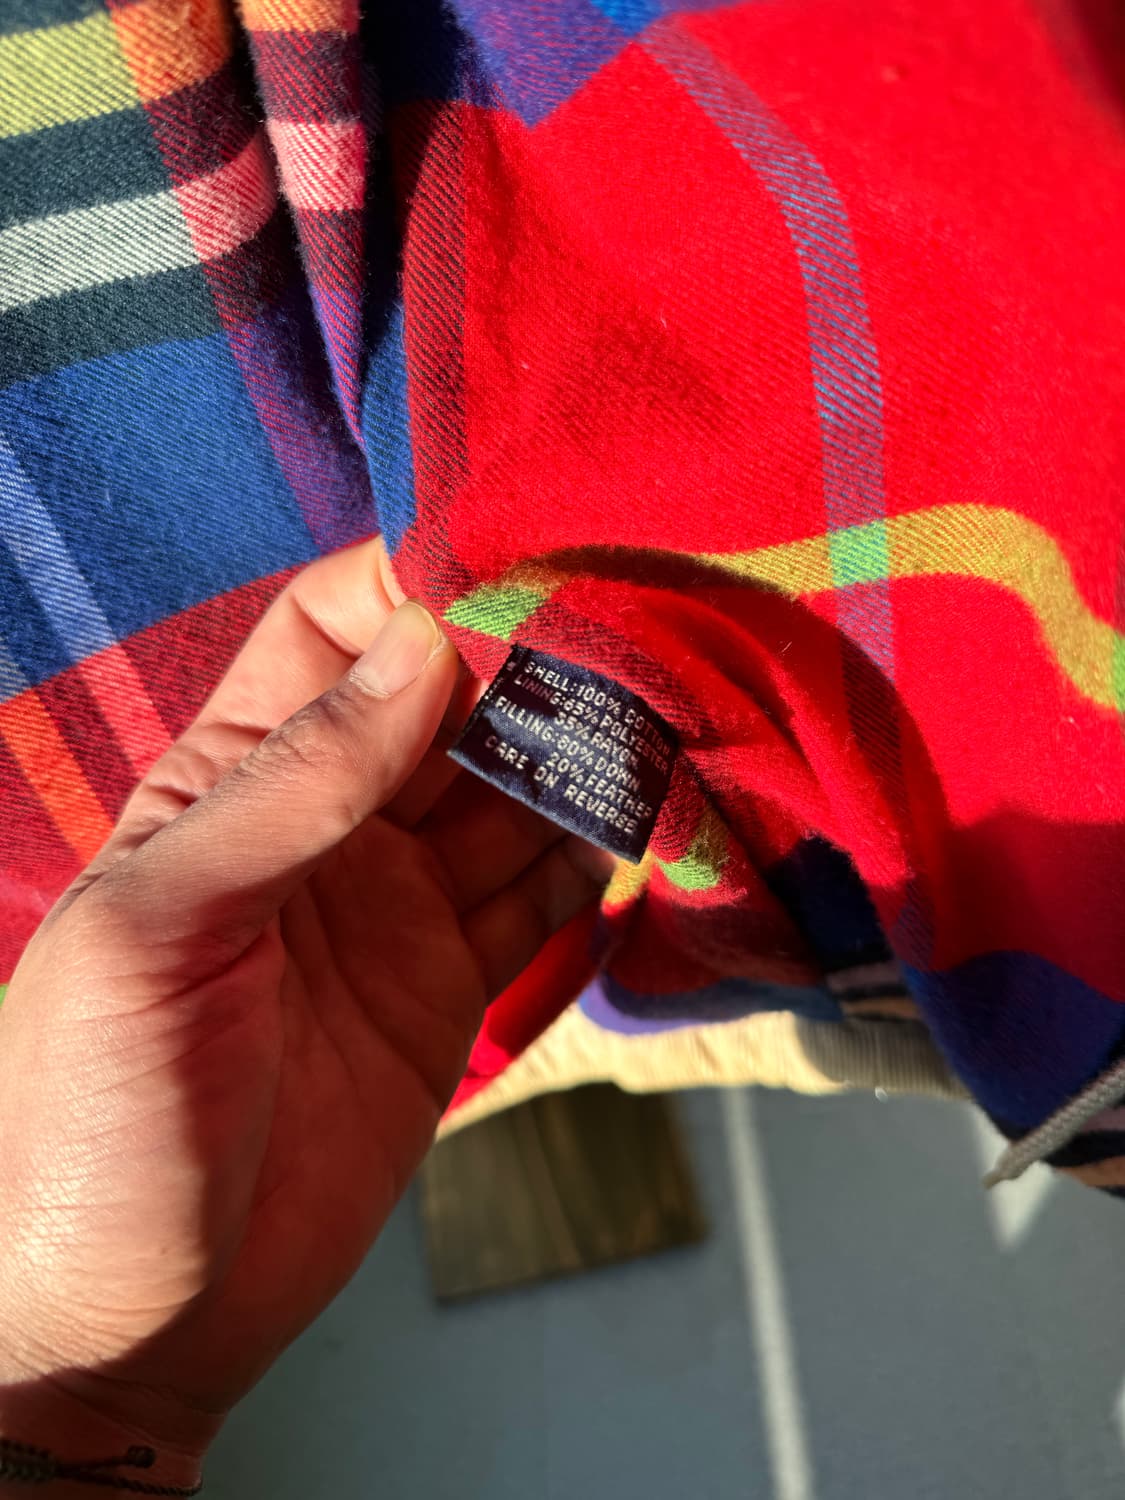 SHELL:100% COTTON
LINING:65% POLYESTER
35% RAYON
FILLING:80% DOWN
20% FEATHER
CARE ON REVERSE